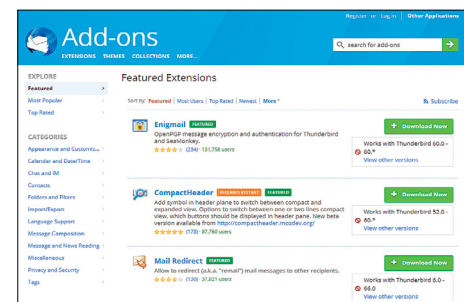 Register or Log in | Other Applications
Add-ons
EXTENSIONS THEMES COLLECTIONS MORE...
search for add-ons
EXPLORE
Featured
Most Popular
Top Rated
CATEGORIES
Appearance and Customiz...
Calendar and Date/Time
Chat and IM
Contacts
Folders and Filters
Import/Export
Language Support
Message Composition
Message and News Reading
Miscellaneous
Privacy and Security
Tags
Featured Extensions
Sort by: Featured | Most Users | Top Rated | Newest | More
Subscribe
Enigmail FEATURED
OpenPGP message encryption and authentication for Thunderbird
and SeaMonkey.
(234) · 131,758 users
+ Download Now
Works with Thunderbird 60.0 -
60.*
View other versions
CompactHeader REQUIRES RESTART FEATURED
Add symbol in header plane to switch between compact and
expanded view. Options to switch between one or two lines compact
view, which buttons should be displayed in header pane. New beta
version available from http://compactheader.mozdev.org/
(173) · 97,760 users
+ Download Now
Works with Thunderbird 52.0 -
60.*
View other versions
Mail Redirect FEATURED
Allow to redirect (a.k.a. "remail") mail messages to other recipients.
(130) · 37,821 users
+ Download Now
Works with Thunderbird 6.0 -
66.0
View other versions